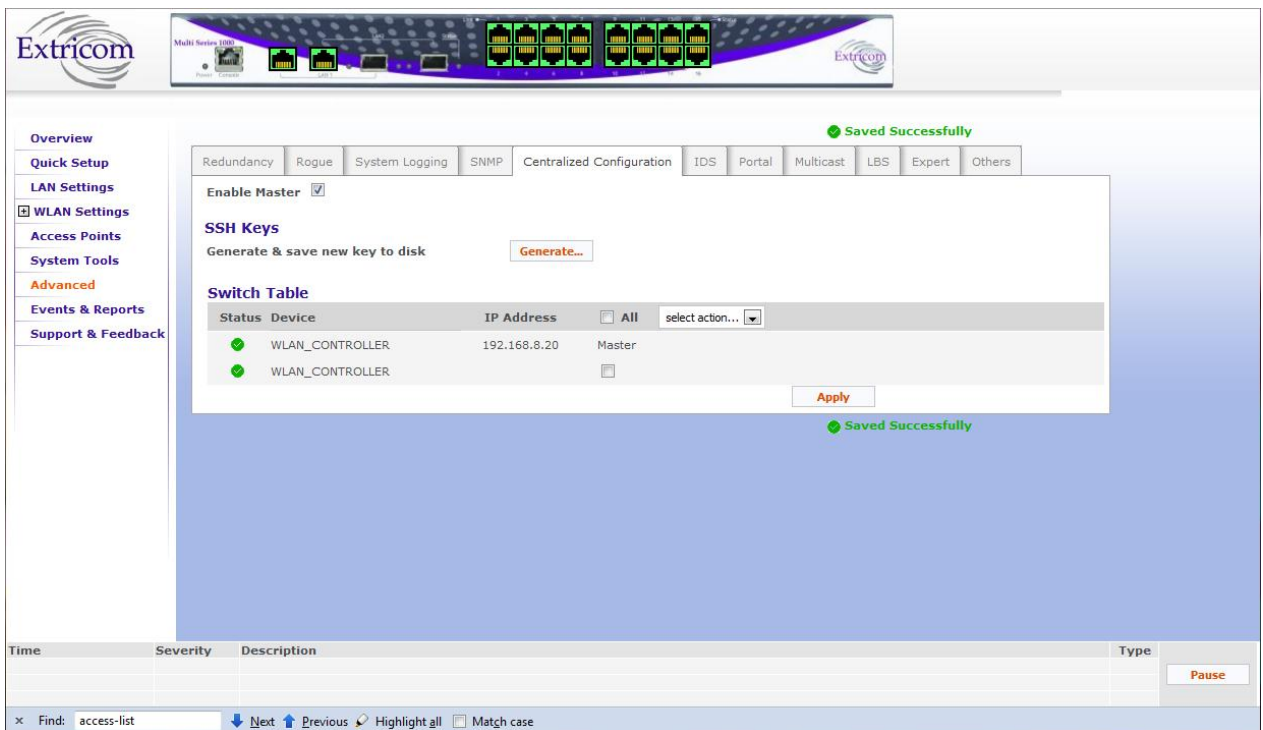 Extricom
Multi Series 1000
Power Console
LAN 1
Extricom
Saved Successfully
Overview
Quick Setup
LAN Settings
WLAN Settings
Access Points
System Tools
Advanced
Events & Reports
Support & Feedback
Redundancy Rogue System Logging SNMP Centralized Configuration IDS Portal Multicast LBS Expert Others
Enable Master
SSH Keys
Generate & save new key to disk Generate...
Switch Table
Status Device IP Address All select action...
WLAN_CONTROLLER 192.168.8.20 Master
WLAN_CONTROLLER
Apply
Saved Successfully
Time Severity Description Type
Pause
× Find: access-list Next Previous Highlight all Match case